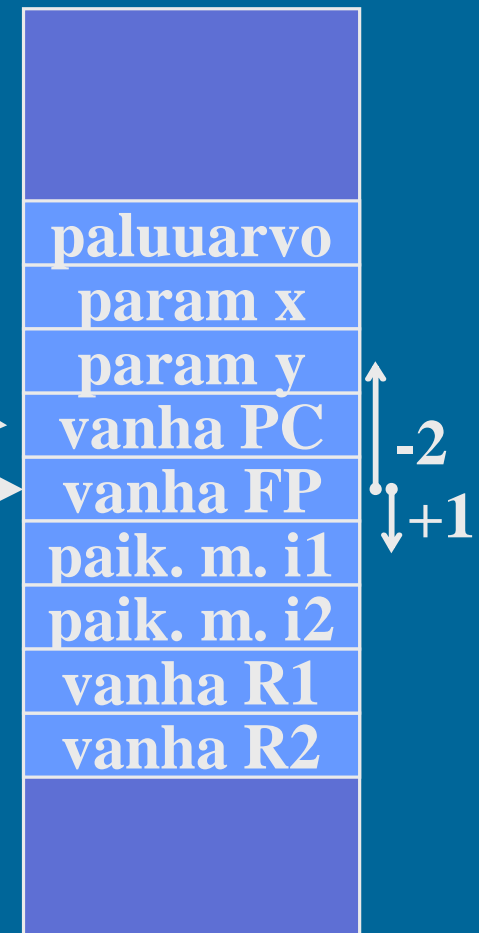 paluuarvo
param x
param y
vanha PC
-2
vanha FP
+1
paik. m. i1
paik. m. i2
vanha R1
vanha R2